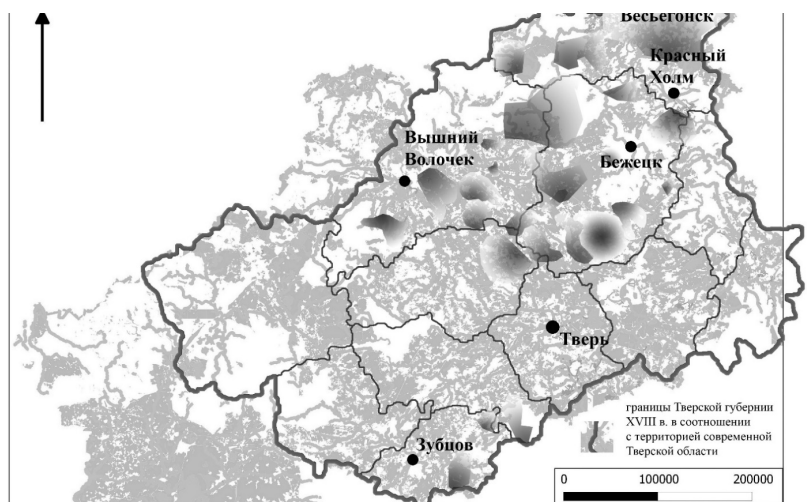 Весьегонск
Красный
Холм
Вышний
Волочек
Бежецк
Тверь
Зубцов
границы Тверской губернии
XVIII в. в соотношении
с территорией современной
Тверской области
0 100000 200000